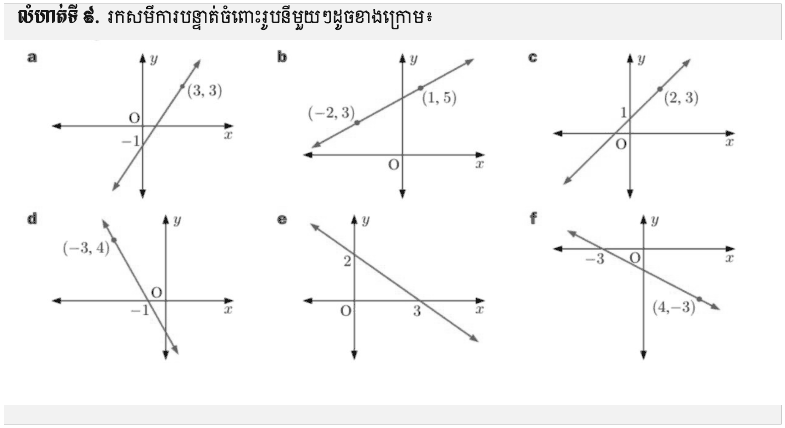 លំហាត់ទី ៩. រកសមីការបន្ទាត់ចំពោះរូបនីមួយៗដូចខាងក្រោម៖
a y (3, 3) O x −1
b y (−2, 3) (1, 5) O x
c y (2, 3) 1 O x
d y (−3, 4) O −1 x
e y 2 O 3 x
f y −3 O x (4,−3)